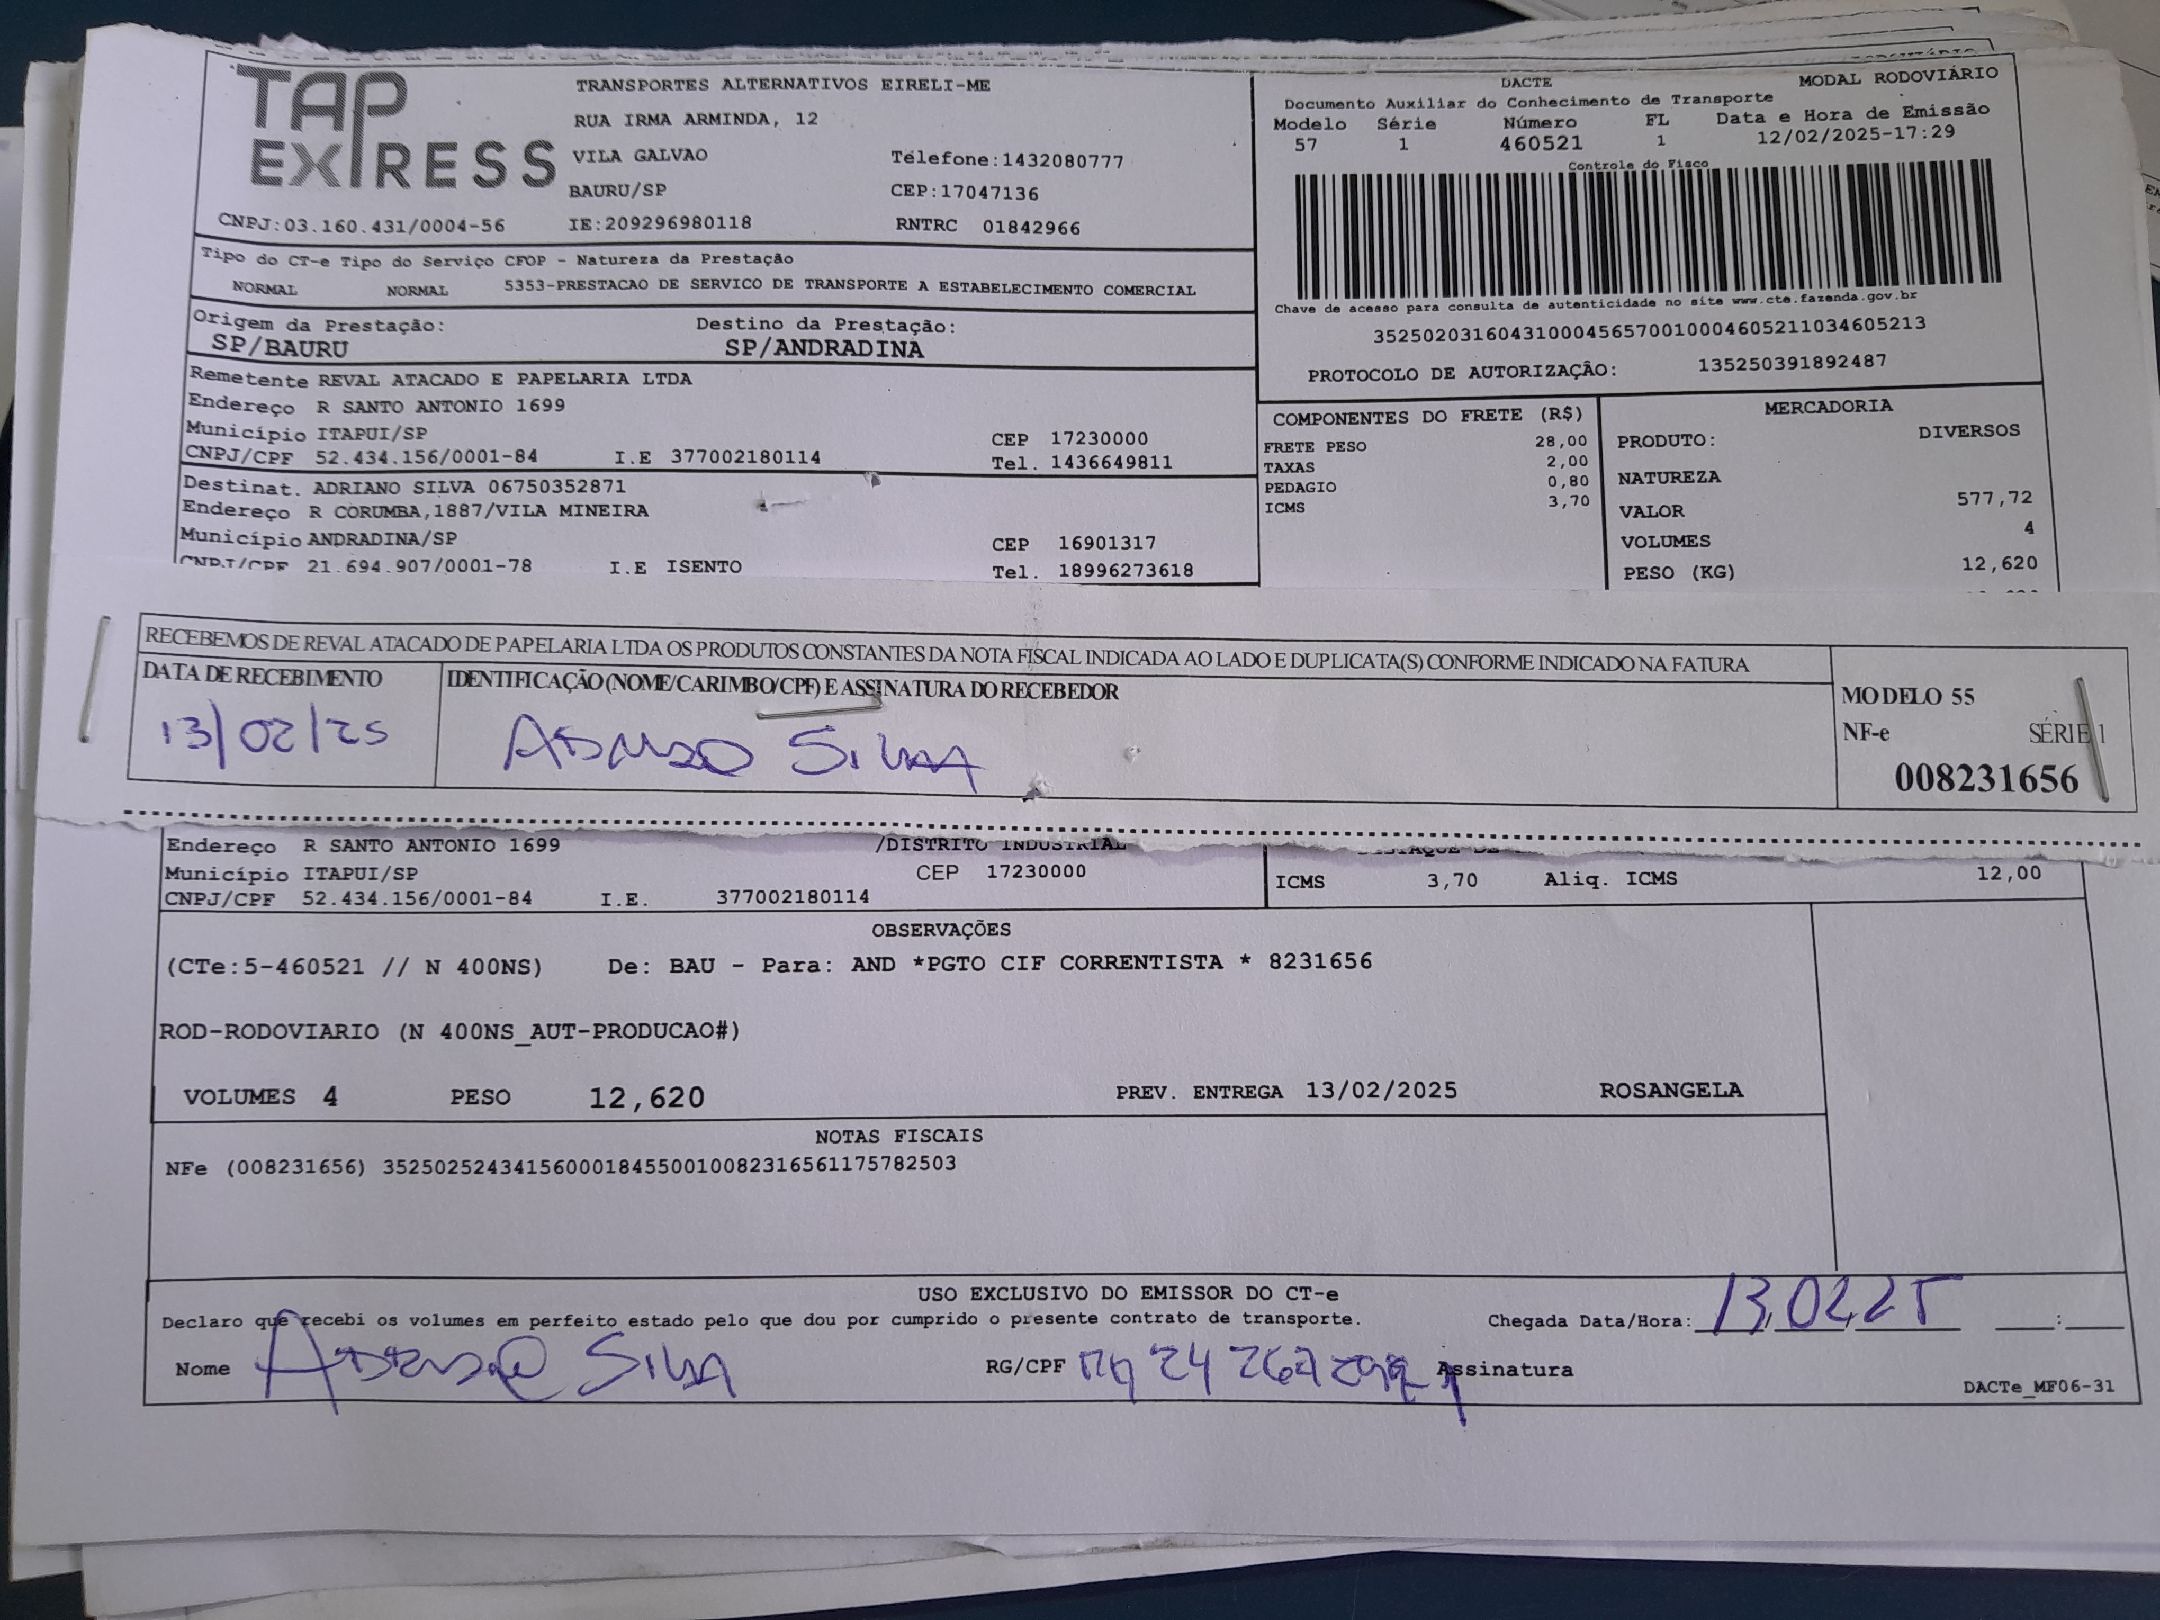 TAP EXPRESS
TRANSPORTES ALTERNATIVOS EIRELI-ME
RUA IRMA ARMINDA, 12
VILA GALVAO Telefone:1432080777
BAURU/SP CEP:17047136
CNPJ:03.160.431/0004-56 IE:209296980118 RNTRC 01842966
DACTE MODAL RODOVIÁRIO
Documento Auxiliar do Conhecimento de Transporte
Modelo Série Número FL Data e Hora de Emissão
57 1 460521 1 12/02/2025-17:29
Controle do Fisco
Chave de acesso para consulta de autenticidade no site www.cte.fazenda.gov.br
35250203160431000456570010004605211034605213
PROTOCOLO DE AUTORIZAÇÂO: 135250391892487
Tipo do CT-e Tipo do Serviço CFOP - Natureza da Prestação
NORMAL NORMAL 5353-PRESTACAO DE SERVICO DE TRANSPORTE A ESTABELECIMENTO COMERCIAL
Origem da Prestação: Destino da Prestação:
SP/BAURU SP/ANDRADINA
Remetente REVAL ATACADO E PAPELARIA LTDA
Endereço R SANTO ANTONIO 1699
Município ITAPUI/SP CEP 17230000
CNPJ/CPF 52.434.156/0001-84 I.E 377002180114 Tel. 1436649811
Destinat. ADRIANO SILVA 06750352871
Endereço R CORUMBA,1887/VILA MINEIRA
Município ANDRADINA/SP CEP 16901317
CNPJ/CPF 21.694.907/0001-78 I.E ISENTO Tel. 18996273618
COMPONENTES DO FRETE (R$)
FRETE PESO 28,00
TAXAS 2,00
PEDAGIO 0,80
ICMS 3,70
MERCADORIA
PRODUTO: DIVERSOS
NATUREZA
VALOR 577,72
VOLUMES 4
PESO (KG) 12,620
RECEBEMOS DE REVAL ATACADO DE PAPELARIA LTDA OS PRODUTOS CONSTANTES DA NOTA FISCAL INDICADA AO LADO E DUPLICATA(S) CONFORME INDICADO NA FATURA
DATA DE RECEBIMENTO IDENTIFICAÇÃO (NOME/CARIMBO/CPF) E ASSINATURA DO RECEBEDOR
13/02/25 Silva
MODELO 55
NF-e SÉRIE 1
008231656
Endereço R SANTO ANTONIO 1699 /DISTRITO INDUSTRIAL
Município ITAPUI/SP CEP 17230000
CNPJ/CPF 52.434.156/0001-84 I.E. 377002180114
ICMS 3,70 Aliq. ICMS 12,00
OBSERVAÇÕES
(CTe:5-460521 // N 400NS) De: BAU - Para: AND *PGTO CIF CORRENTISTA * 8231656
ROD-RODOVIARIO (N 400NS_AUT-PRODUCAO#)
VOLUMES 4 PESO 12,620 PREV. ENTREGA 13/02/2025 ROSANGELA
NOTAS FISCAIS
NFe (008231656) 35250252434156000184550010082316561175782503
USO EXCLUSIVO DO EMISSOR DO CT-e
Declaro que recebi os volumes em perfeito estado pelo que dou por cumprido o presente contrato de transporte. Chegada Data/Hora: 13,02,25 :
Nome Silva RG/CPF Assinatura
DACTe_MF06-31